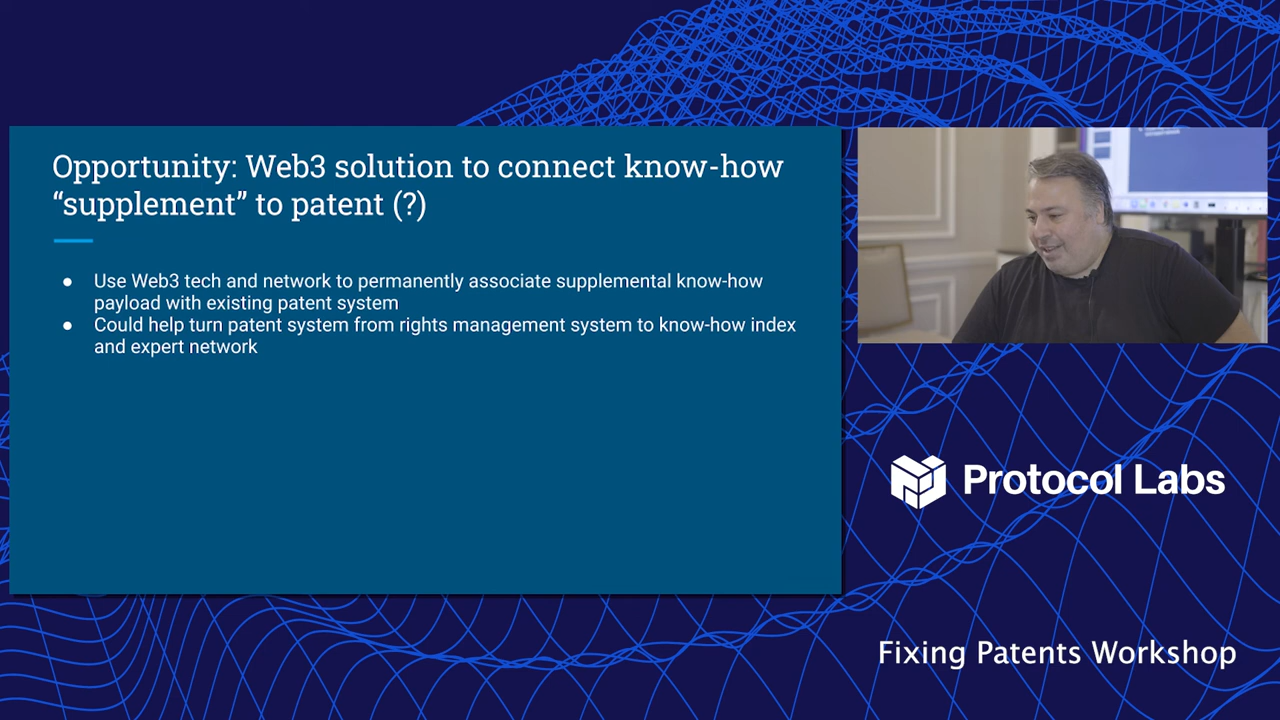 Opportunity: Web3 solution to connect know-how
“supplement” to patent (?)
● Use Web3 tech and network to permanently associate supplemental know-how
payload with existing patent system
● Could help turn patent system from rights management system to know-how index
and expert network
Protocol Labs
Fixing Patents Workshop